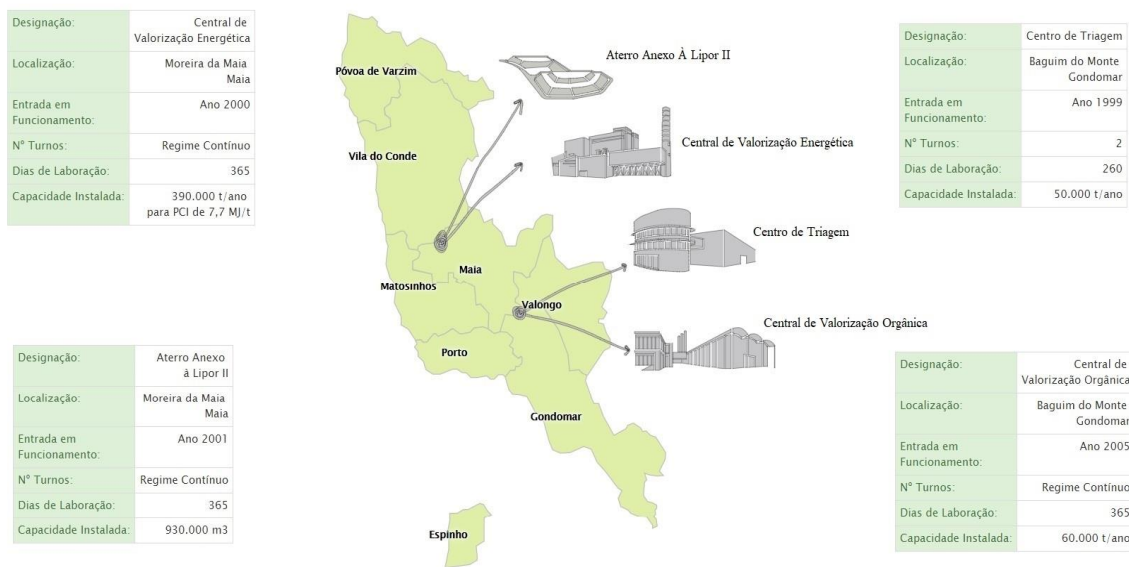 Designação: Central de
Valorização Energética
Localização: Moreira da Maia
Maia
Entrada em Ano 2000
Funcionamento:
Nº Turnos: Regime Contínuo
Dias de Laboração: 365
Capacidade Instalada: 390.000 t/ano
para PCI de 7,7 MJ/t
Designação: Aterro Anexo
à Lipor II
Localização: Moreira da Maia
Maia
Entrada em Ano 2001
Funcionamento:
Nº Turnos: Regime Contínuo
Dias de Laboração: 365
Capacidade Instalada: 930.000 m3
Póvoa de Varzim
Vila do Conde
Maia
Matosinhos
Valongo
Porto
Gondomar
Espinho
Aterro Anexo À Lipor II
Central de Valorização Energética
Centro de Triagem
Central de Valorização Orgânica
Designação: Centro de Triagem
Localização: Baguim do Monte
Gondomar
Entrada em Ano 1999
Funcionamento:
Nº Turnos: 2
Dias de Laboração: 260
Capacidade Instalada: 50.000 t/ano
Designação: Central de
Valorização Orgânica
Localização: Baguim do Monte
Gondomar
Entrada em Ano 2005
Funcionamento:
Nº Turnos: Regime Contínuo
Dias de Laboração: 365
Capacidade Instalada: 60.000 t/ano